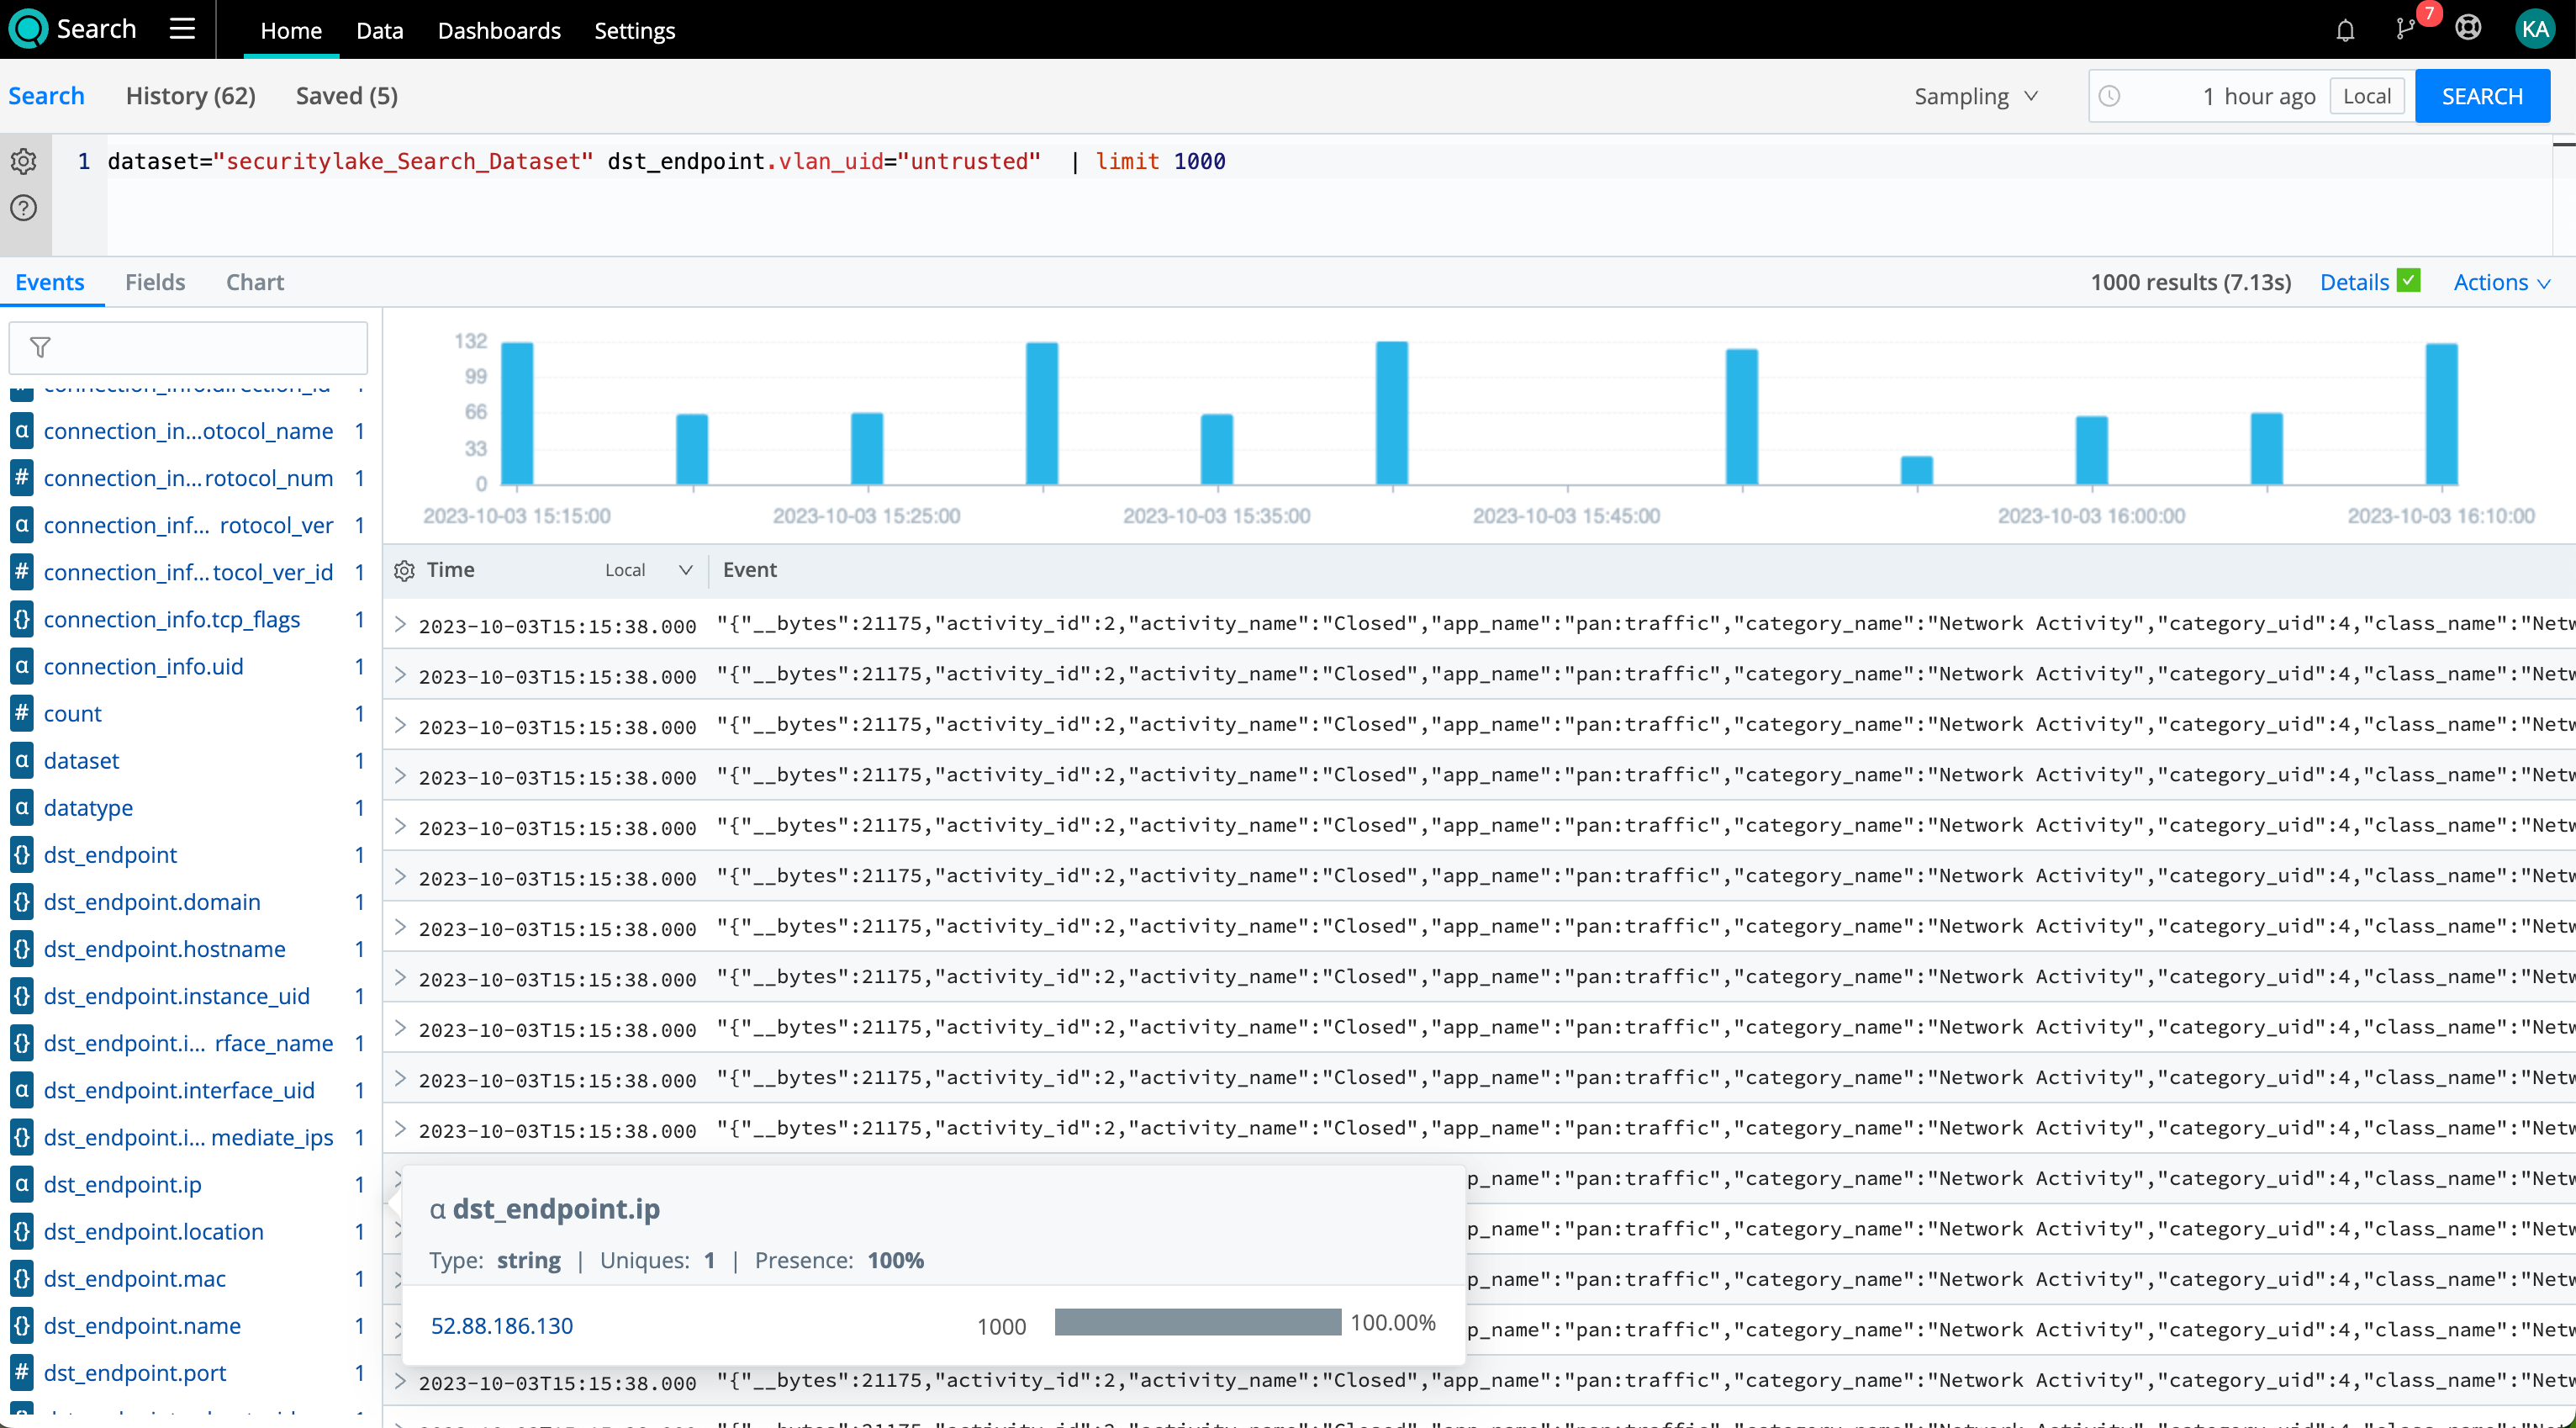 Search
Home
Data
Dashboards
Settings
7
KA
Search
History (62)
Saved (5)
Sampling
1 hour ago
Local
SEARCH
1
dataset="securitylake_Search_Dataset" dst_endpoint.vlan_uid="untrusted" | limit 1000
Events
Fields
Chart
1000 results (7.13s)
Details
Actions
connection_in...otocol_name 1
# connection_in...rotocol_num 1
connection_inf... rotocol_ver 1
# connection_inf...tocol_ver_id 1
{} connection_info.tcp_flags 1
α connection_info.uid 1
# count 1
α dataset 1
α datatype 1
{} dst_endpoint 1
{} dst_endpoint.domain 1
{} dst_endpoint.hostname 1
{} dst_endpoint.instance_uid 1
{} dst_endpoint.i... rface_name 1
α dst_endpoint.interface_uid 1
{} dst_endpoint.i... mediate_ips 1
α dst_endpoint.ip 1
{} dst_endpoint.location 1
{} dst_endpoint.mac 1
{} dst_endpoint.name 1
# dst_endpoint.port 1
132
99
66
33
0
2023-10-03 15:15:00
2023-10-03 15:25:00
2023-10-03 15:35:00
2023-10-03 15:45:00
2023-10-03 16:00:00
2023-10-03 16:10:00
Time
Local
Event
2023-10-03T15:15:38.000 "{"__bytes":21175,"activity_id":2,"activity_name":"Closed","app_name":"pan:traffic","category_name":"Network Activity","category_uid":4,"class_name":"Netw
2023-10-03T15:15:38.000 "{"__bytes":21175,"activity_id":2,"activity_name":"Closed","app_name":"pan:traffic","category_name":"Network Activity","category_uid":4,"class_name":"Netw
2023-10-03T15:15:38.000 "{"__bytes":21175,"activity_id":2,"activity_name":"Closed","app_name":"pan:traffic","category_name":"Network Activity","category_uid":4,"class_name":"Netw
2023-10-03T15:15:38.000 "{"__bytes":21175,"activity_id":2,"activity_name":"Closed","app_name":"pan:traffic","category_name":"Network Activity","category_uid":4,"class_name":"Netw
2023-10-03T15:15:38.000 "{"__bytes":21175,"activity_id":2,"activity_name":"Closed","app_name":"pan:traffic","category_name":"Network Activity","category_uid":4,"class_name":"Netw
2023-10-03T15:15:38.000 "{"__bytes":21175,"activity_id":2,"activity_name":"Closed","app_name":"pan:traffic","category_name":"Network Activity","category_uid":4,"class_name":"Netw
2023-10-03T15:15:38.000 "{"__bytes":21175,"activity_id":2,"activity_name":"Closed","app_name":"pan:traffic","category_name":"Network Activity","category_uid":4,"class_name":"Netw
2023-10-03T15:15:38.000 "{"__bytes":21175,"activity_id":2,"activity_name":"Closed","app_name":"pan:traffic","category_name":"Network Activity","category_uid":4,"class_name":"Netw
2023-10-03T15:15:38.000 "{"__bytes":21175,"activity_id":2,"activity_name":"Closed","app_name":"pan:traffic","category_name":"Network Activity","category_uid":4,"class_name":"Netw
2023-10-03T15:15:38.000 "{"__bytes":21175,"activity_id":2,"activity_name":"Closed","app_name":"pan:traffic","category_name":"Network Activity","category_uid":4,"class_name":"Netw
2023-10-03T15:15:38.000 "{"__bytes":21175,"activity_id":2,"activity_name":"Closed","app_name":"pan:traffic","category_name":"Network Activity","category_uid":4,"class_name":"Netw
p_name":"pan:traffic","category_name":"Network Activity","category_uid":4,"class_name":"Netw
p_name":"pan:traffic","category_name":"Network Activity","category_uid":4,"class_name":"Netw
p_name":"pan:traffic","category_name":"Network Activity","category_uid":4,"class_name":"Netw
p_name":"pan:traffic","category_name":"Network Activity","category_uid":4,"class_name":"Netw
2023-10-03T15:15:38.000 "{"__bytes":21175,"activity_id":2,"activity_name":"Closed","app_name":"pan:traffic","category_name":"Network Activity","category_uid":4,"class_name":"Netw
α dst_endpoint.ip
Type: string | Uniques: 1 | Presence: 100%
52.88.186.130 1000 100.00%